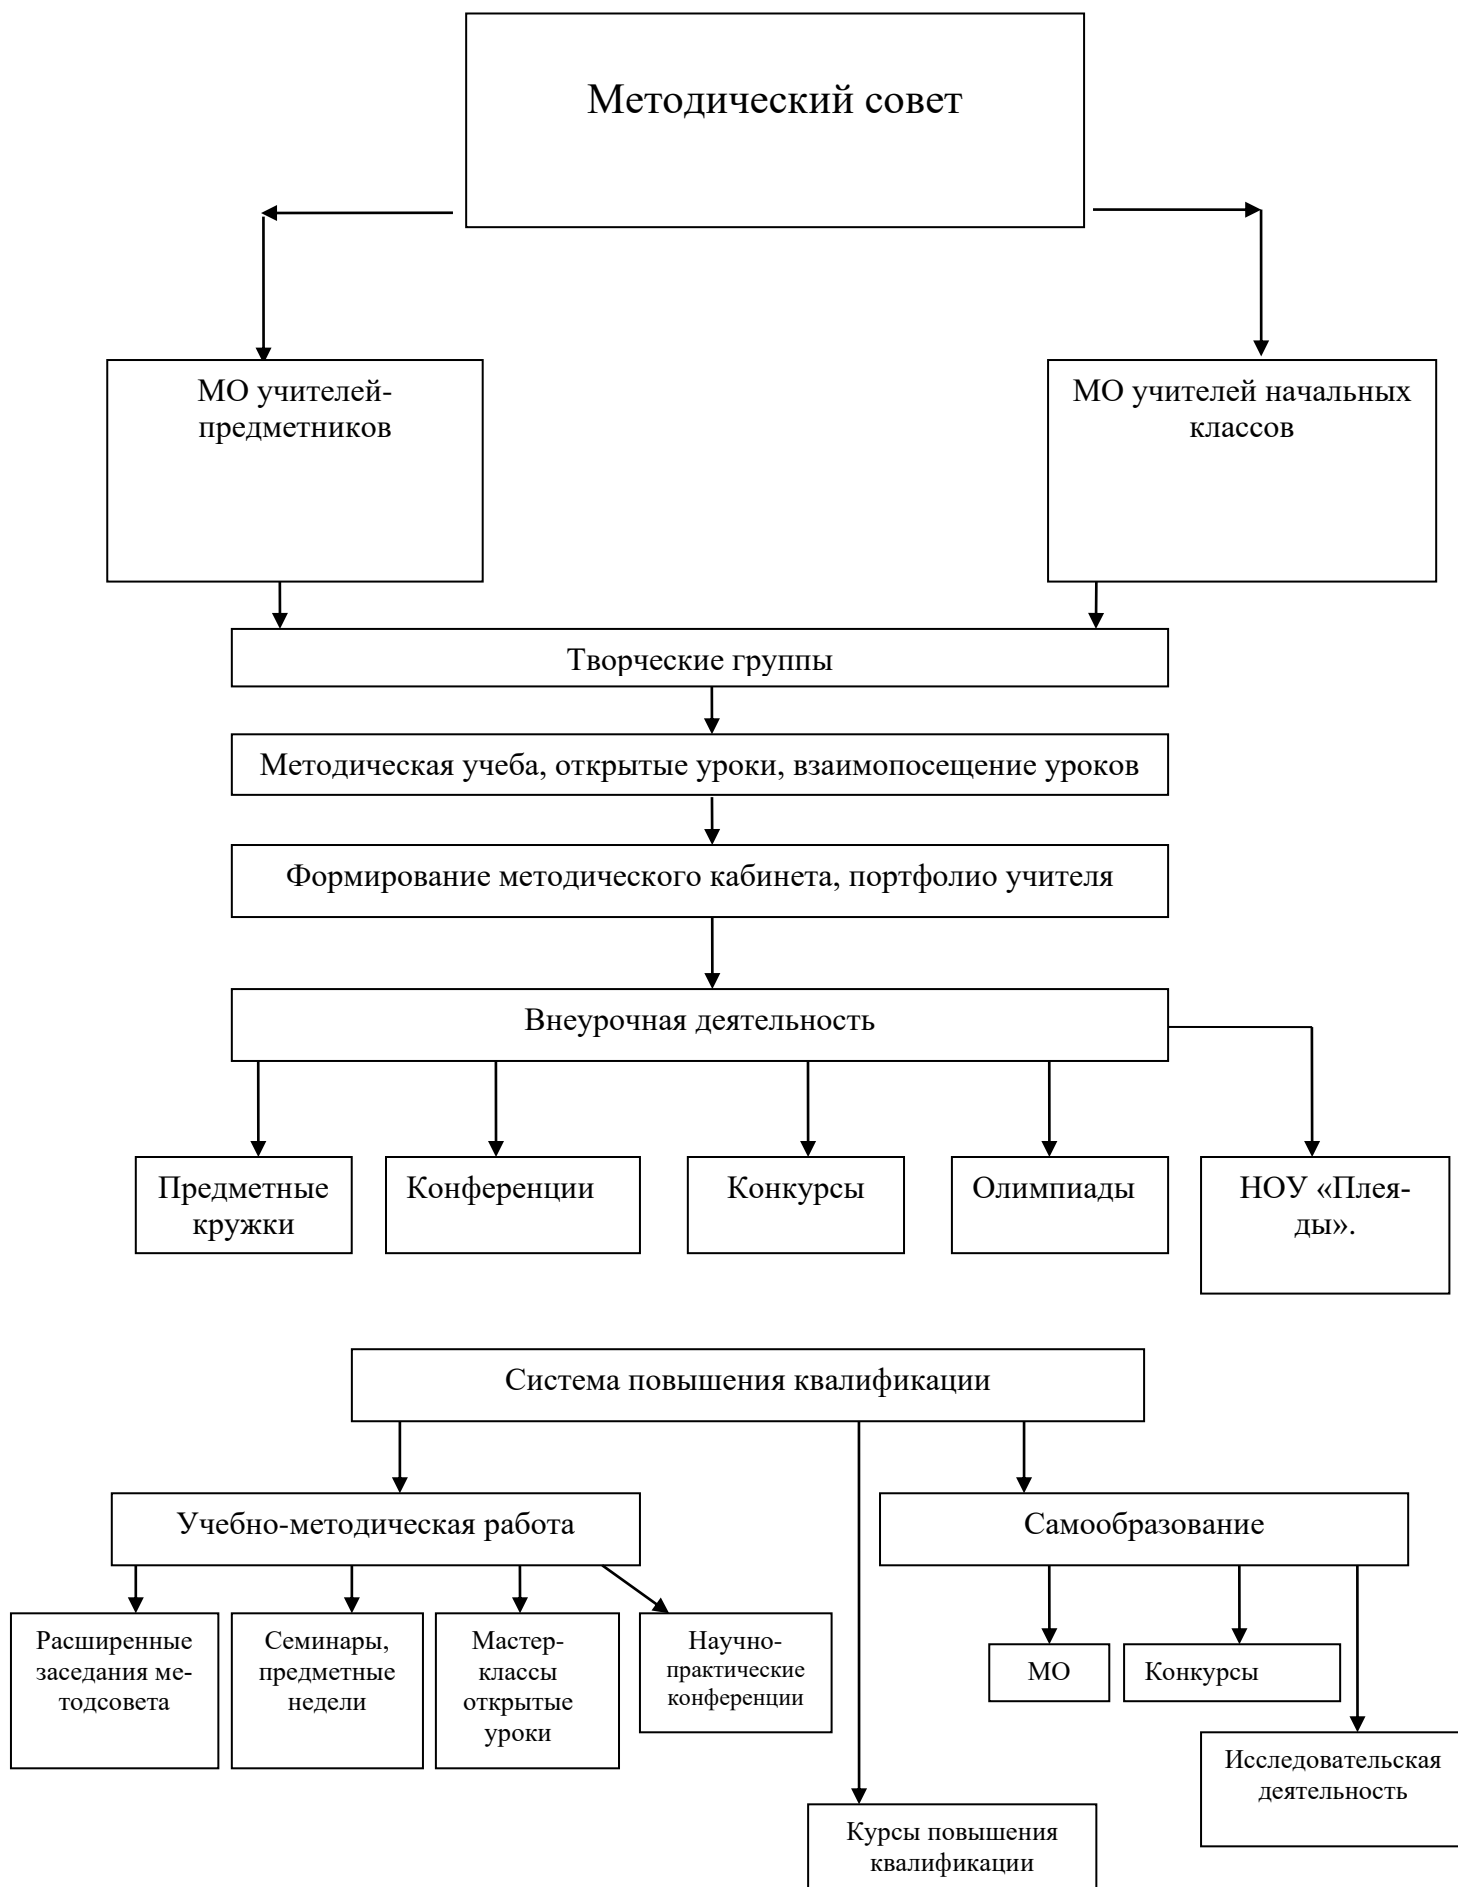 Методический совет
МО учителей-
предметников
МО учителей начальных
классов
Творческие группы
Методическая учеба, открытые уроки, взаимопосещение уроков
Формирование методического кабинета, портфолио учителя
Внеурочная деятельность
Предметные
кружки
Конференции
Конкурсы
Олимпиады
НОУ «Плея-
ды».
Система повышения квалификации
Учебно-методическая работа
Самообразование
Расширенные
заседания ме-
тодсовета
Семинары,
предметные
недели
Мастер-
классы
открытые
уроки
Научно-
практические
конференции
МО
Конкурсы
Исследовательская
деятельность
Курсы повышения
квалификации